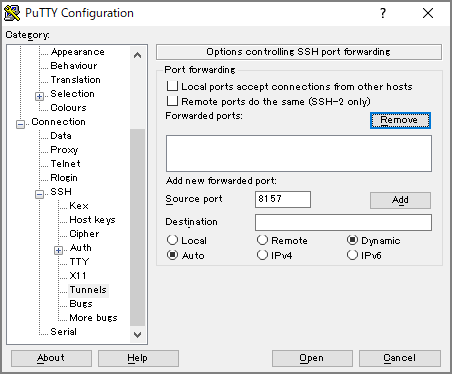 PuTTY Configuration
Category:
Appearance
Behaviour
Translation
Selection
Colours
Connection
Data
Proxy
Telnet
Rlogin
SSH
Kex
Host keys
Cipher
Auth
TTY
X11
Tunnels
Bugs
More bugs
Serial
Options controlling SSH port forwarding
Port forwarding
Local ports accept connections from other hosts
Remote ports do the same (SSH-2 only)
Forwarded ports:
Remove
Add new forwarded port:
Source port 8157 Add
Destination
Local Remote Dynamic
Auto IPv4 IPv6
About Help Open Cancel